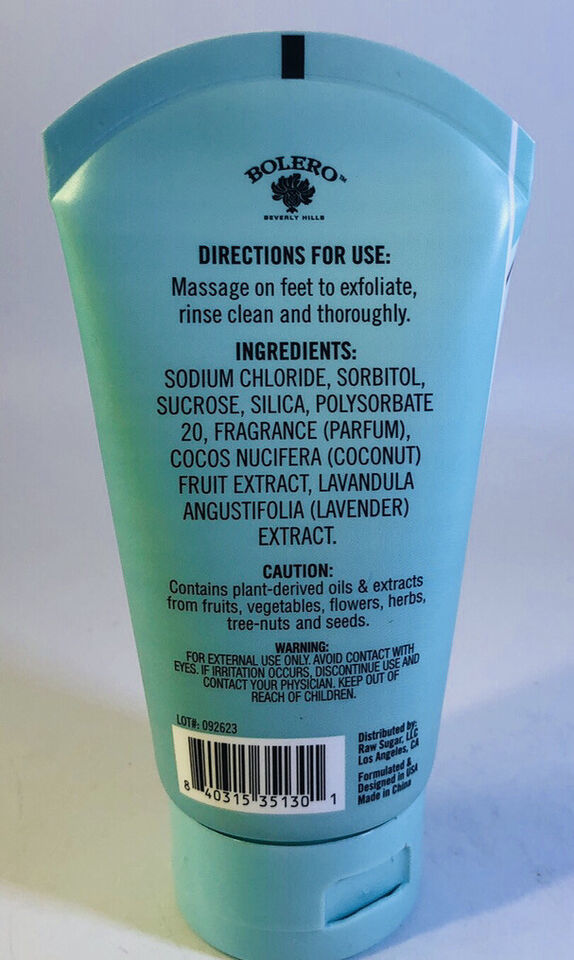 BOLERO™
BEVERLY HILLS
DIRECTIONS FOR USE:
Massage on feet to exfoliate,
rinse clean and thoroughly.
INGREDIENTS:
SODIUM CHLORIDE, SORBITOL,
SUCROSE, SILICA, POLYSORBATE
20, FRAGRANCE (PARFUM),
COCOS NUCIFERA (COCONUT)
FRUIT EXTRACT, LAVANDULA
ANGUSTIFOLIA (LAVENDER)
EXTRACT.
CAUTION:
Contains plant-derived oils & extracts
from fruits, vegetables, flowers, herbs,
tree-nuts and seeds.
WARNING:
FOR EXTERNAL USE ONLY. AVOID CONTACT WITH
EYES. IF IRRITATION OCCURS, DISCONTINUE USE AND
CONTACT YOUR PHYSICIAN. KEEP OUT OF
REACH OF CHILDREN.
LOT#: 092623
8 40315 35130 1
Distributed by:
Raw Sugar, LLC
Los Angeles, CA
Formulated &
Designed in USA
Made in China